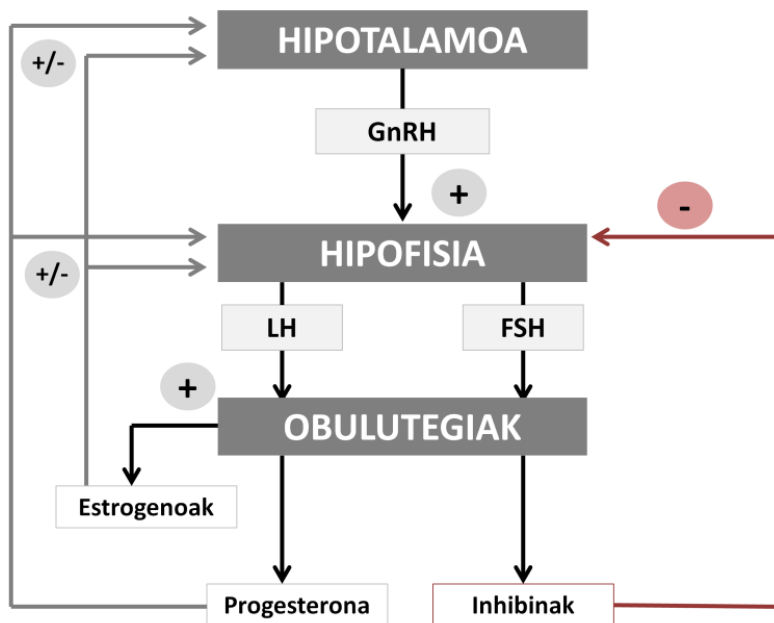 HIPOTALAMOA
+/-
GnRH
+
-
HIPOFISIA
+/-
LH
FSH
+
OBULUTEGIAK
Estrogenoak
Progesterona
Inhibinak